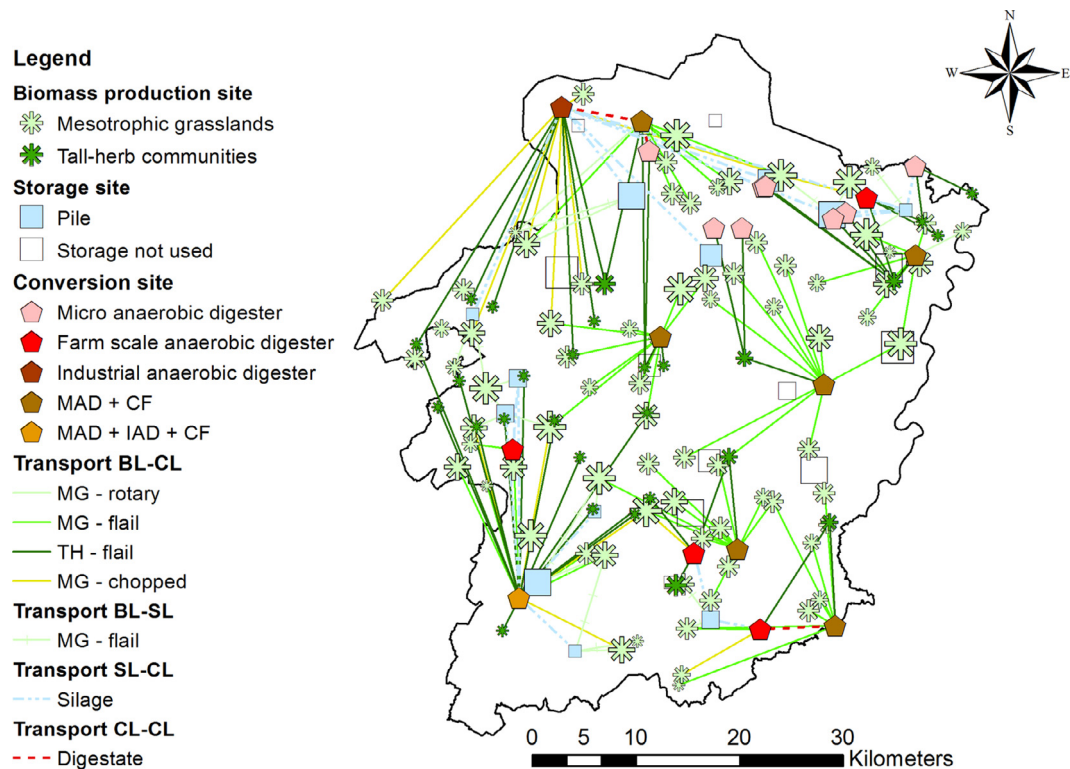 Legend
Biomass production site
Mesotrophic grasslands
Tall-herb communities
Storage site
Pile
Storage not used
Conversion site
Micro anaerobic digester
Farm scale anaerobic digester
Industrial anaerobic digester
MAD + CF
MAD + IAD + CF
Transport BL-CL
MG - rotary
MG - flail
TH - flail
MG - chopped
Transport BL-SL
MG - flail
Transport SL-CL
Silage
Transport CL-CL
Digestate
N
W E
S
0 5 10 20 30
Kilometers